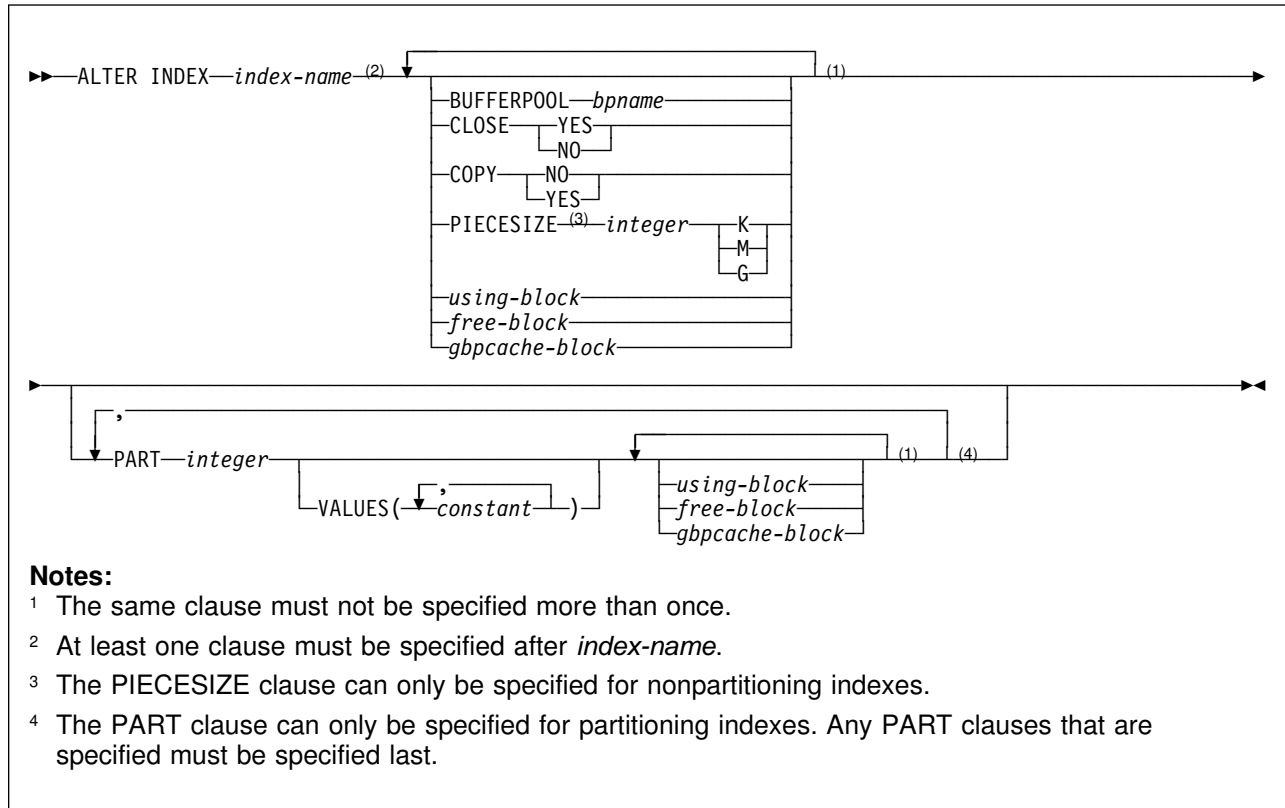 ALTER INDEX index-name (2) (1)
BUFFERPOOL bpname
CLOSE YES
NO
COPY NO
YES
PIECESIZE (3) integer K
M
G
using-block
free-block
gbpcache-block
,
PART integer (1) (4)
VALUES( , constant )
using-block
free-block
gbpcache-block
Notes:
1 The same clause must not be specified more than once.
2 At least one clause must be specified after index-name.
3 The PIECESIZE clause can only be specified for nonpartitioning indexes.
4 The PART clause can only be specified for partitioning indexes. Any PART clauses that are
specified must be specified last.